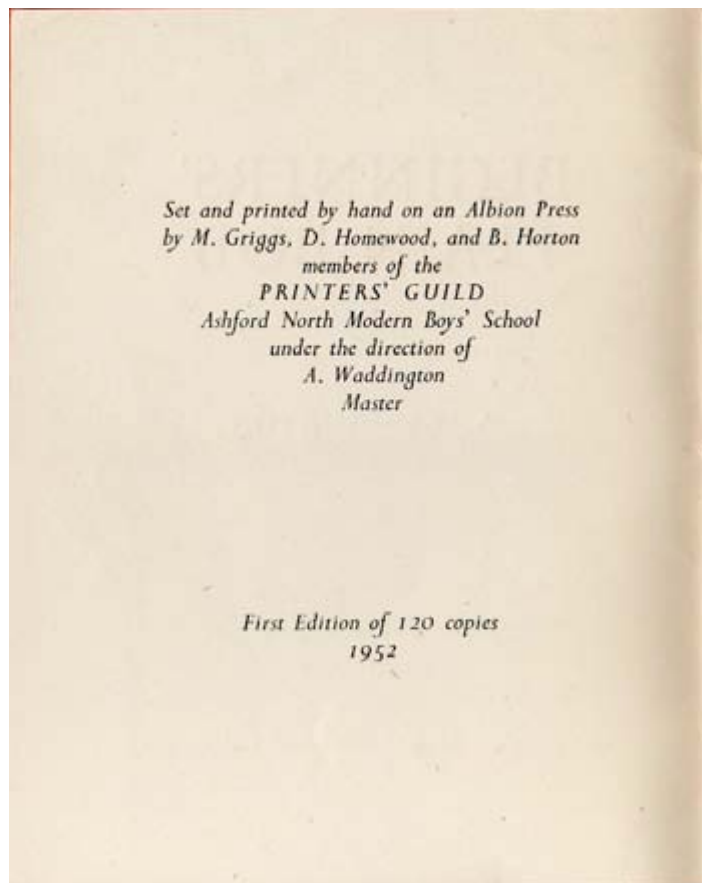 Set and printed by hand on an Albion Press
by M. Griggs, D. Homewood, and B. Horton
members of the
PRINTERS' GUILD
Ashford North Modern Boys' School
under the direction of
A. Waddington
Master
First Edition of 120 copies
1952